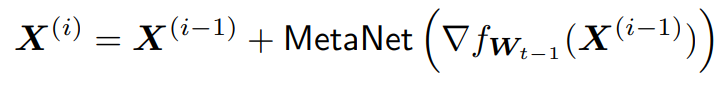 X^{(i)} = X^{(i-1)} + MetaNet(∇f_{W_{t-1}}(X^{(i-1)}))